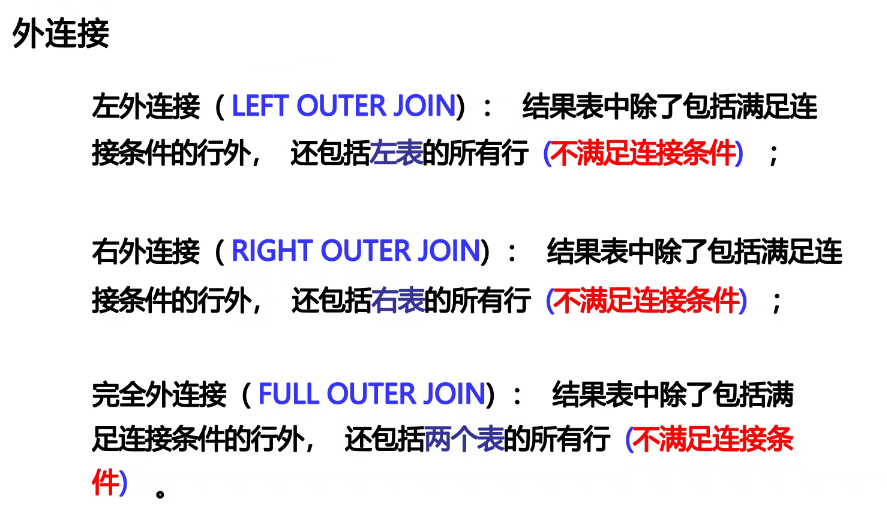 外连接
左外连接（LEFT OUTER JOIN）： 结果表中除了包括满足连
接条件的行外， 还包括左表的所有行（不满足连接条件）；
右外连接（RIGHT OUTER JOIN）： 结果表中除了包括满足连
接条件的行外， 还包括右表的所有行（不满足连接条件）；
完全外连接（FULL OUTER JOIN）： 结果表中除了包括满
足连接条件的行外， 还包括两个表的所有行（不满足连接条
件）。